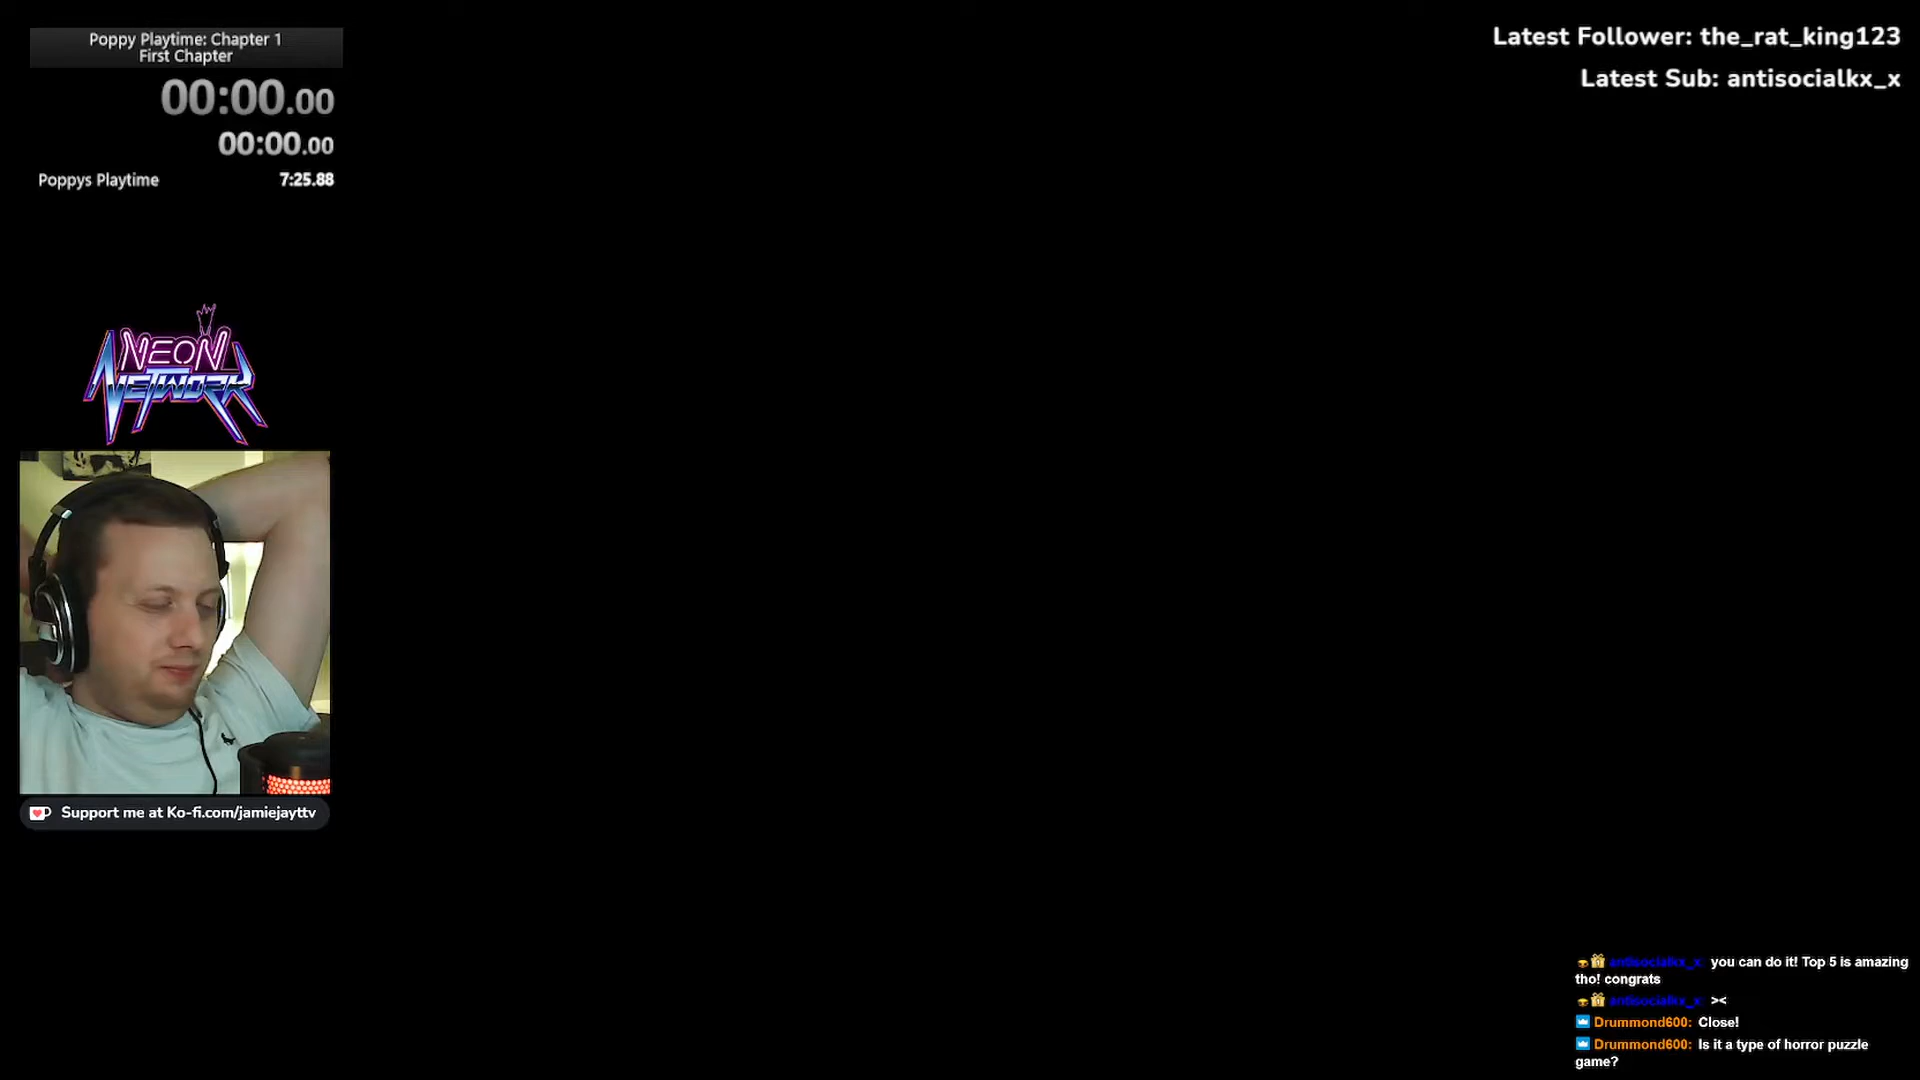 Poppy Playtime: Chapter 1
First Chapter
00:00.00
00:00.00
Poppys Playtime 7:25.88
NEON
NETWORK
Support me at Ko-fi.com/jamiejayttv
Latest Follower: the_rat_king123
Latest Sub: antisocialkx_x
antisocialkx_x you can do it! Top 5 is amazing
tho! congrats
antisocialkx_x ><
Drummond600: Close!
Drummond600: Is it a type of horror puzzle
game?